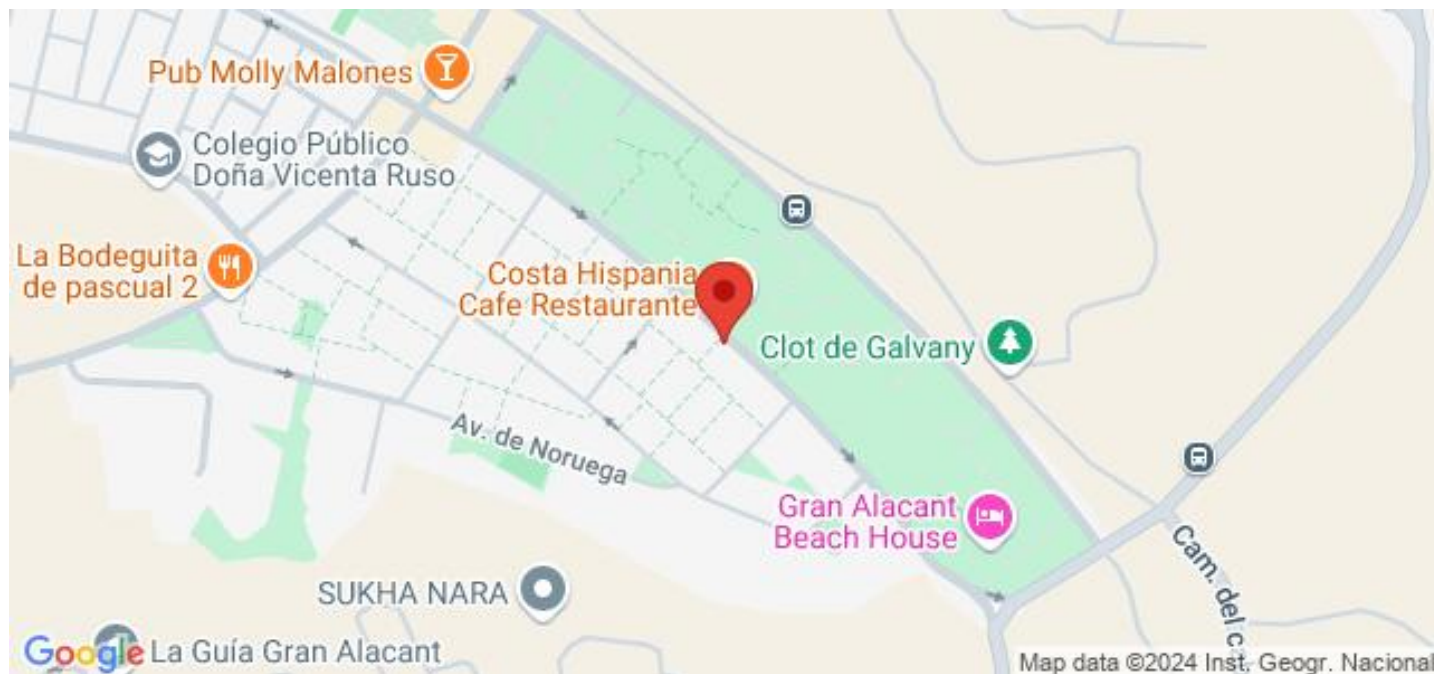 Pub Molly Malones
Colegio Público
Doña Vicenta Ruso
La Bodeguita
de pascual 2
Costa Hispania
Cafe Restaurante
Clot de Galvany
Av. de Noruega
Gran Alacant
Beach House
Cam. del
SUKHA NARA
Google
La Guía Gran Alacant
Map data ©2024 Inst. Geogr. Nacional